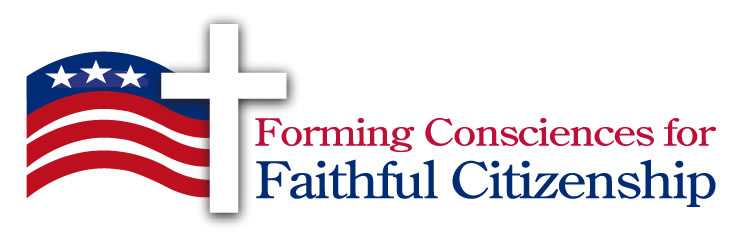 Forming Consciences for
Faithful Citizenship